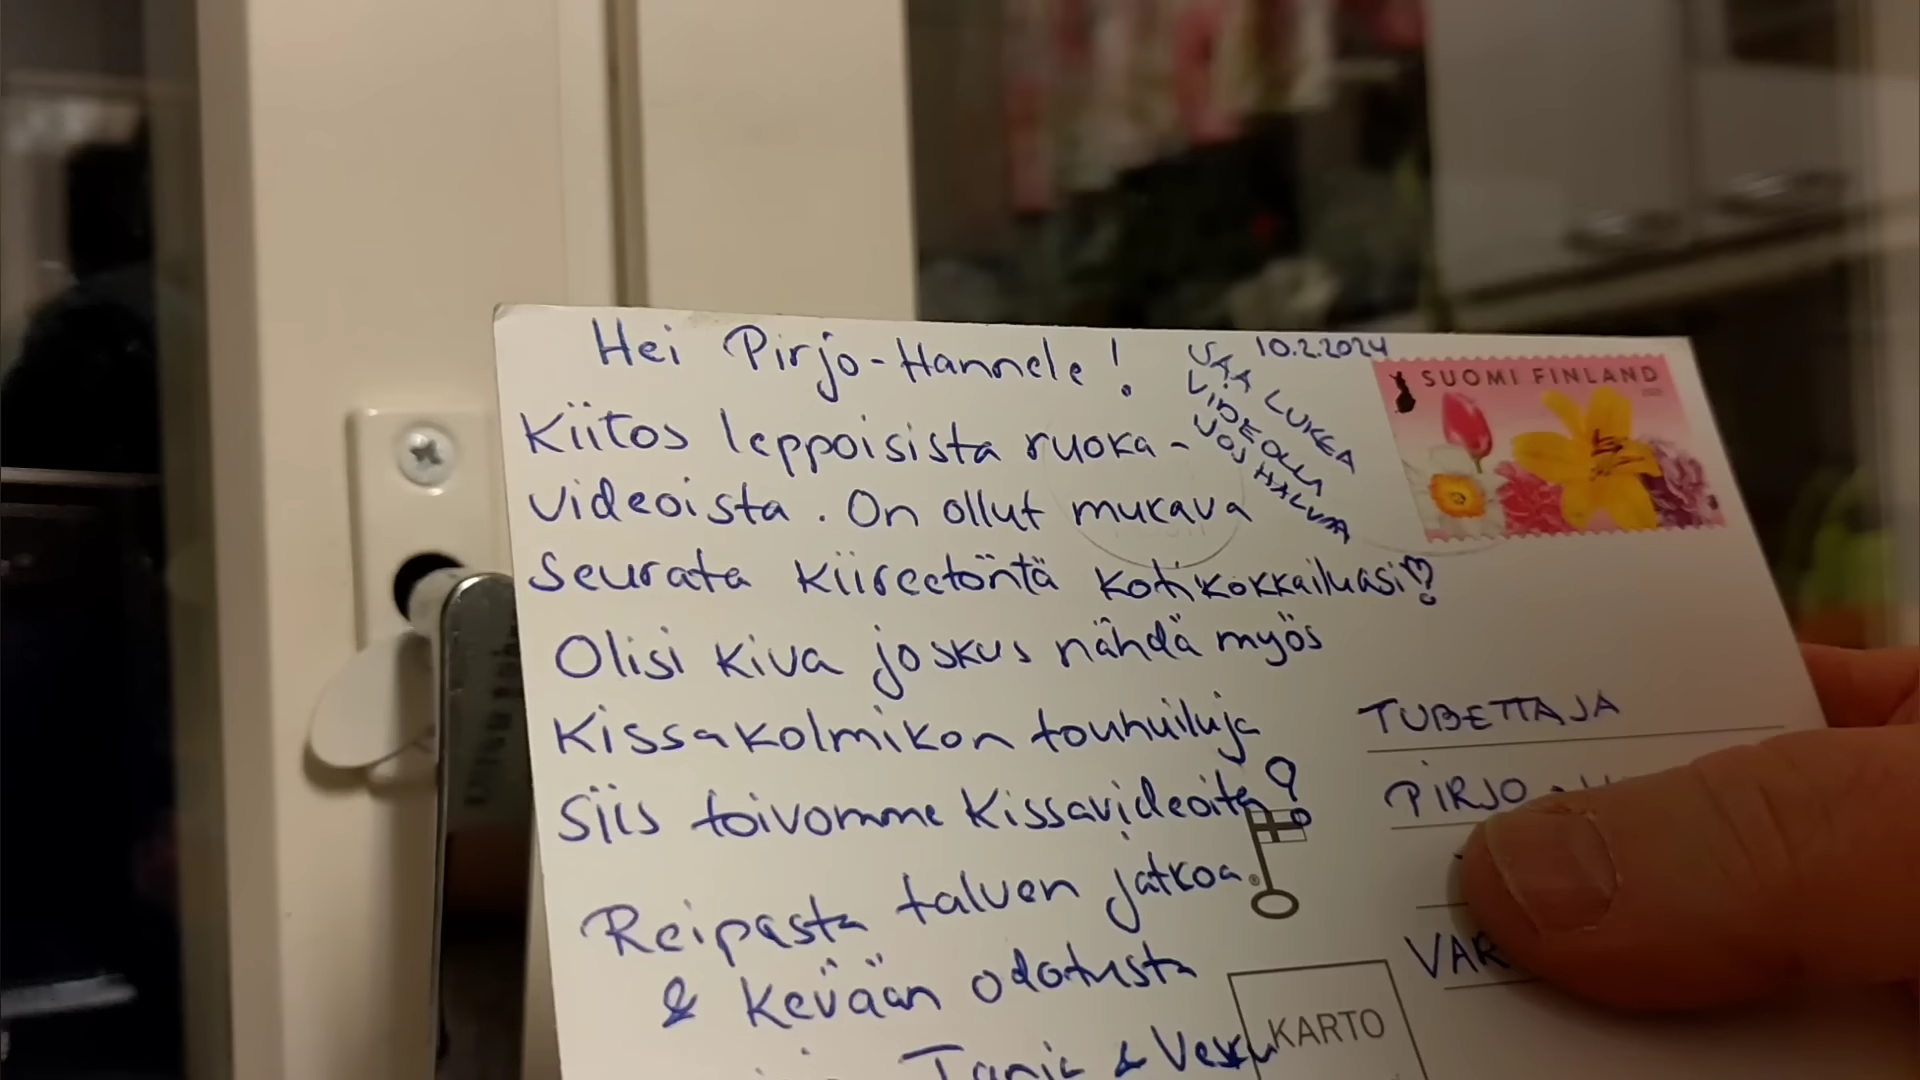 Hei Pirjo-Hannele!
10.2.2024
SAA LUKEA
VIDEOLLA
JOS HALUAA
SUOMI FINLAND
Kiitos leppoisista ruoka-
videoista. On ollut mukava
seurata kiireetöntä kotikokkailuasi
Olisi kiva joskus nähdä myös
Kissakolmikon touhuiluja
siis toivomme kissavideoita
Reipasta talven jatkoa.
& kevään odotusta
Tanja & Vesku
TUBETTAJA
PIRJO -
VAR
KARTO